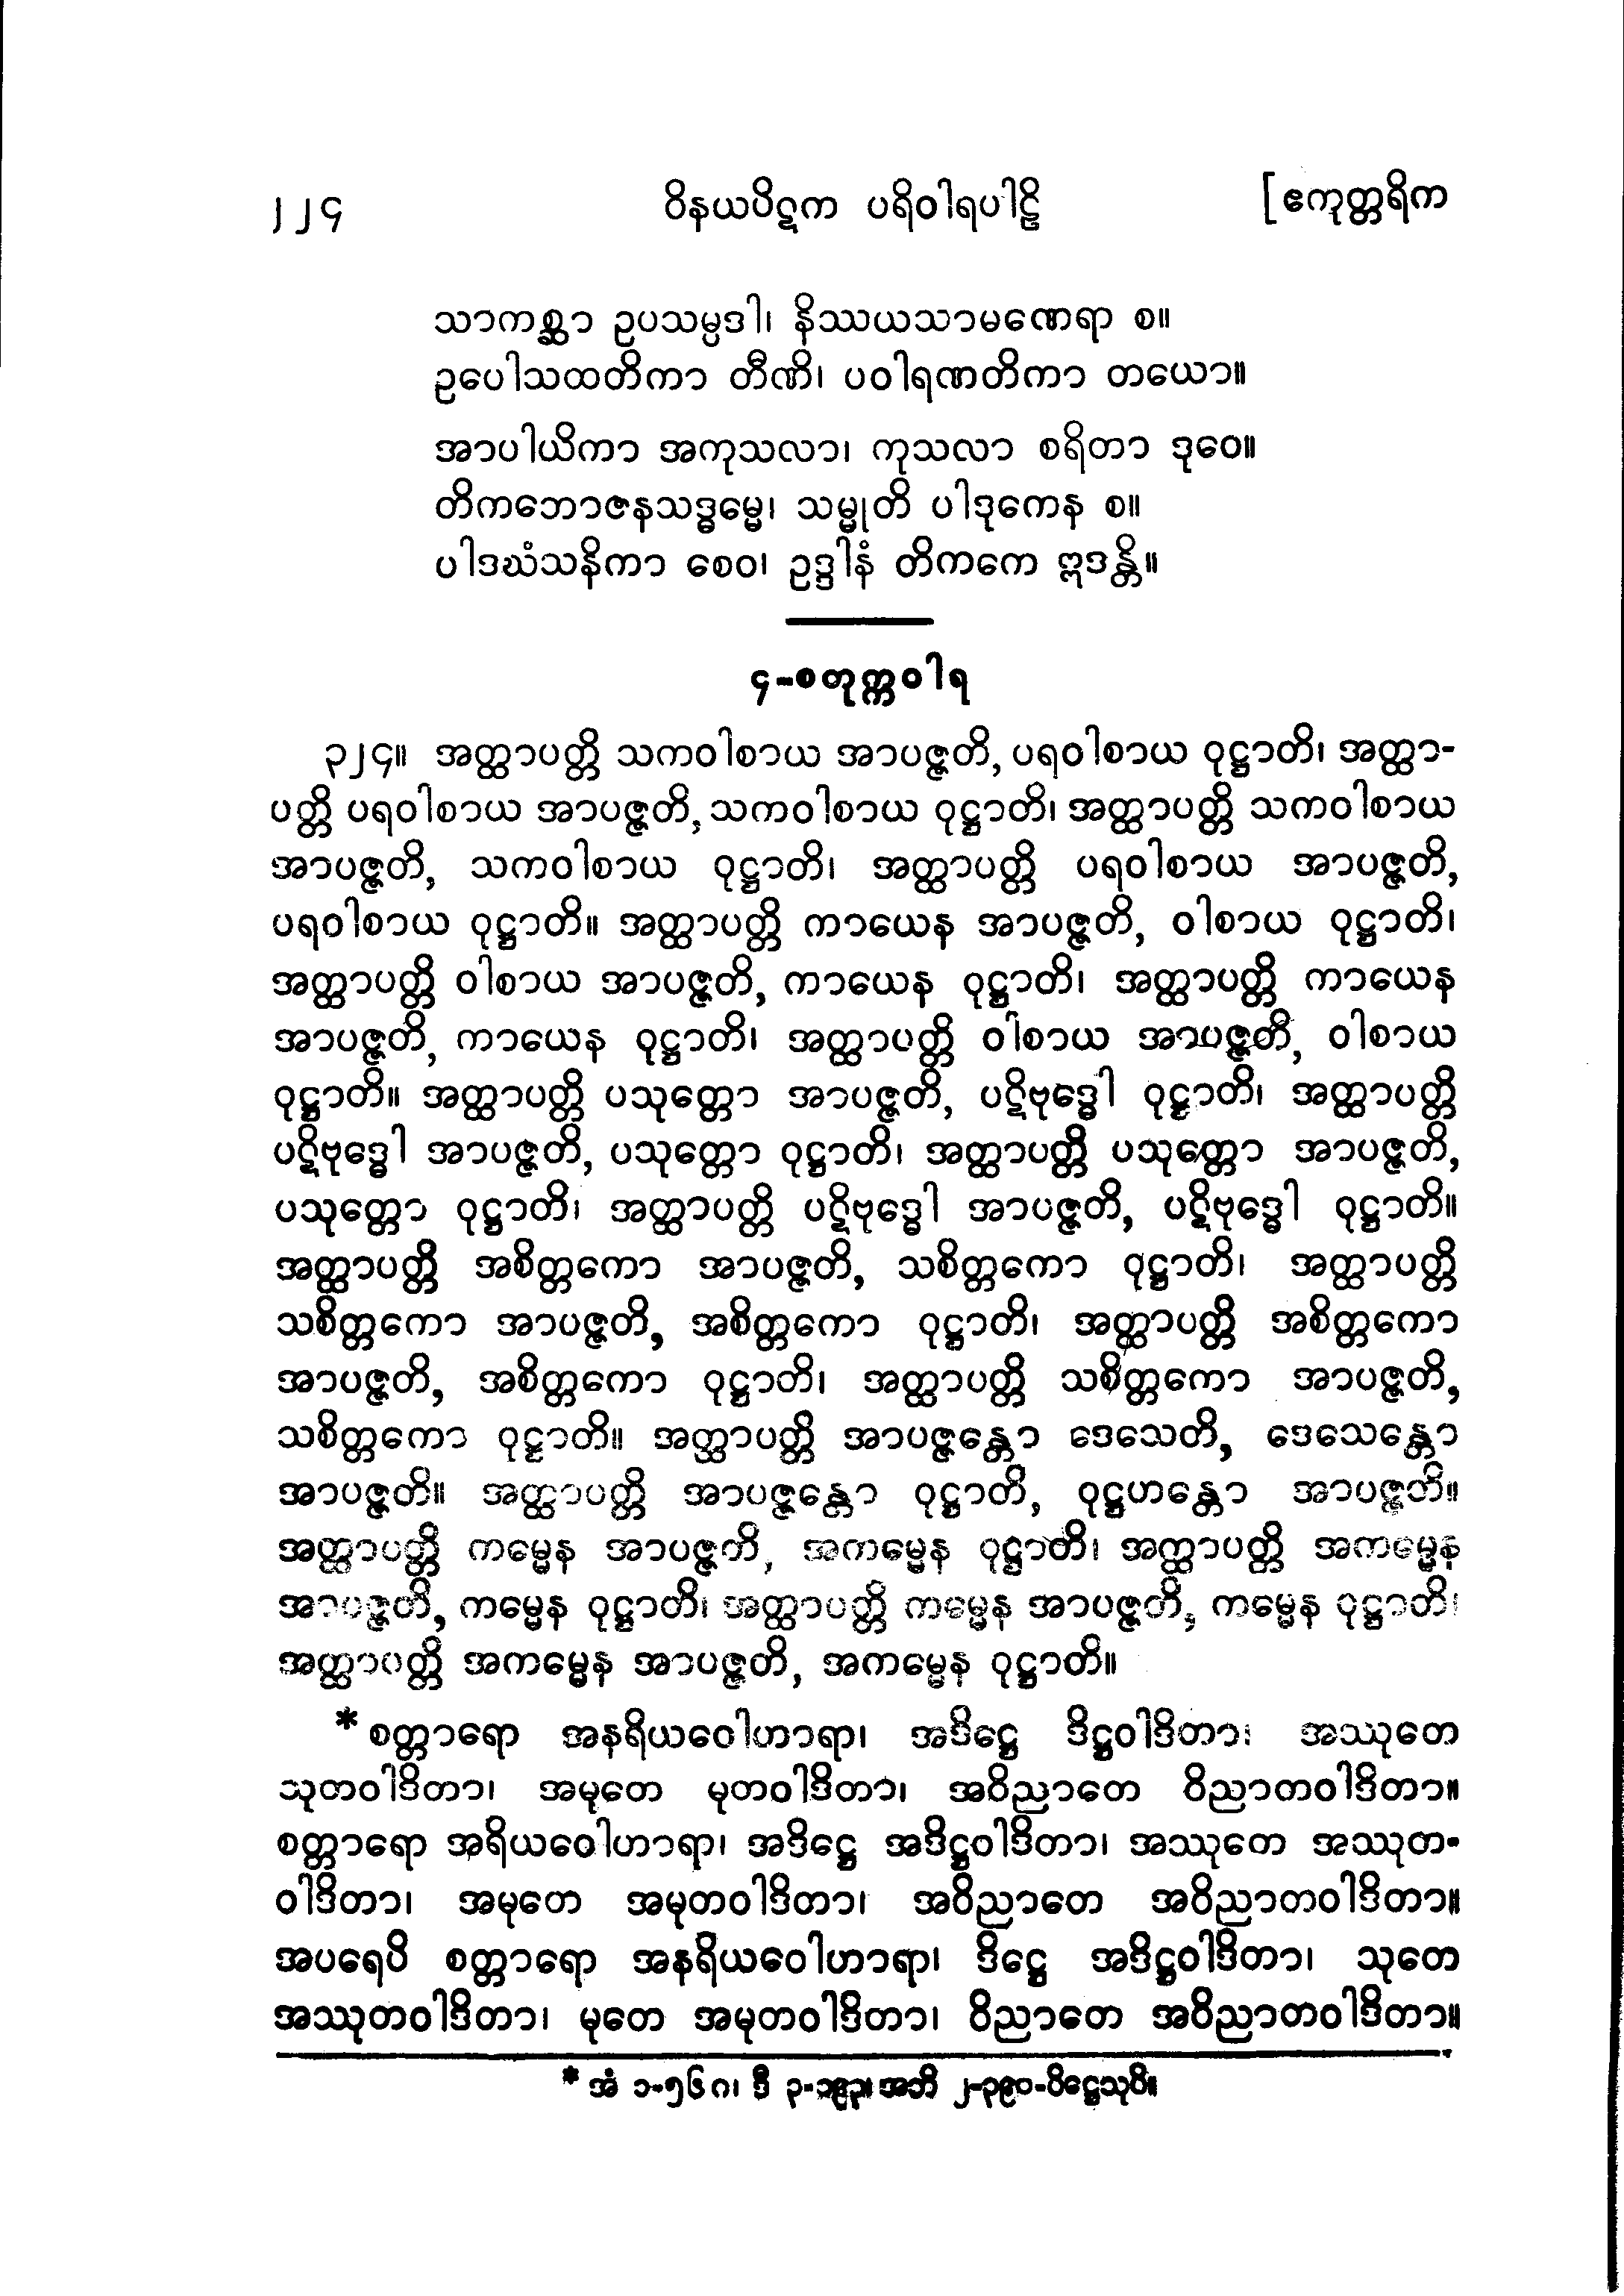 ၂၂၄ ဝိနယပိဋက ပရိဝါရပါဠိ [ ဧကုတ္တရိက
သာကစ္ဆာ ဥပသမ္ပဒါ၊ နိဿယသာမဏေရာ စ။
ဥပေါသထတိကာ တီဏိ၊ ပဝါရဏတိကာ တယော။
အာပါယိကာ အကုသလာ၊ ကုသလာ စရိတာ ဒုဝေ။
တိကဘောဇနသဒ္ဓမ္မေ၊ သမ္မုတိ ပါဒုကေန စ။
ပါဒဃံသနိကာ စေဝ၊ ဥဒ္ဒါနံ တိကကေ ဣဒန္တိ။
၄-စတုက္ကဝါရ
၃၂၄။ အတ္ထာပတ္တိ သကဝါစာယ အာပဇ္ဇတိ, ပရဝါစာယ ဝုဋ္ဌာတိ၊ အတ္ထာ-
ပတ္တိ ပရဝါစာယ အာပဇ္ဇတိ, သကဝါစာယ ဝုဋ္ဌာတိ၊ အတ္ထာပတ္တိ သကဝါစာယ
အာပဇ္ဇတိ, သကဝါစာယ ဝုဋ္ဌာတိ၊ အတ္ထာပတ္တိ ပရဝါစာယ အာပဇ္ဇတိ,
ပရဝါစာယ ဝုဋ္ဌာတိ။ အတ္ထာပတ္တိ ကာယေန အာပဇ္ဇတိ, ဝါစာယ ဝုဋ္ဌာတိ၊
အတ္ထာပတ္တိ ဝါစာယ အာပဇ္ဇတိ, ကာယေန ဝုဋ္ဌာတိ၊ အတ္ထာပတ္တိ ကာယေန
အာပဇ္ဇတိ, ကာယေန ဝုဋ္ဌာတိ၊ အတ္ထာပတ္တိ ဝါစာယ အာပဇ္ဇတိ, ဝါစာယ
ဝုဋ္ဌာတိ။ အတ္ထာပတ္တိ ပသုတ္တော အာပဇ္ဇတိ, ပဋိဗုဒ္ဓေါ ဝုဋ္ဌာတိ၊ အတ္ထာပတ္တိ
ပဋိဗုဒ္ဓေါ အာပဇ္ဇတိ, ပသုတ္တော ဝုဋ္ဌာတိ၊ အတ္ထာပတ္တိ ပသုတ္တော အာပဇ္ဇတိ,
ပသုတ္တော ဝုဋ္ဌာတိ၊ အတ္ထာပတ္တိ ပဋိဗုဒ္ဓေါ အာပဇ္ဇတိ, ပဋိဗုဒ္ဓေါ ဝုဋ္ဌာတိ။
အတ္ထာပတ္တိ အစိတ္တကော အာပဇ္ဇတိ, သစိတ္တကော ဝုဋ္ဌာတိ၊ အတ္ထာပတ္တိ
သစိတ္တကော အာပဇ္ဇတိ, အစိတ္တကော ဝုဋ္ဌာတိ၊ အတ္ထာပတ္တိ အစိတ္တကော
အာပဇ္ဇတိ, အစိတ္တကော ဝုဋ္ဌာတိ၊ အတ္ထာပတ္တိ သစိတ္တကော အာပဇ္ဇတိ,
သစိတ္တကော ဝုဋ္ဌာတိ။ အတ္ထာပတ္တိ အာပဇ္ဇန္တော ဒေသေတိ, ဒေသေန္တော
အာပဇ္ဇတိ။ အတ္ထာပတ္တိ အာပဇ္ဇန္တော ဝုဋ္ဌာတိ, ဝုဋ္ဌဟန္တော အာပဇ္ဇတိ။
အတ္ထာပတ္တိ ကမ္မေန အာပဇ္ဇတိ, အကမ္မေန ဝုဋ္ဌာတိ၊ အတ္ထာပတ္တိ အကမ္မေန
အာပဇ္ဇတိ, ကမ္မေန ဝုဋ္ဌာတိ၊ အတ္ထာပတ္တိ ကမ္မေန အာပဇ္ဇတိ, ကမ္မေန ဝုဋ္ဌာတိ၊
အတ္ထာပတ္တိ အကမ္မေန အာပဇ္ဇတိ, အကမ္မေန ဝုဋ္ဌာတိ။
* စတ္တာရော အနရိယဝေါဟာရာ၊ အဒိဋ္ဌေ ဒိဋ္ဌဝါဒိတာ၊ အဿုတေ
သုတဝါဒိတာ၊ အမုတေ မုတဝါဒိတာ၊ အဝိညာတေ ဝိညာတဝါဒိတာ။
စတ္တာရော အရိယဝေါဟာရာ၊ အဒိဋ္ဌေ အဒိဋ္ဌဝါဒိတာ၊ အဿုတေ အဿုတ-
ဝါဒိတာ၊ အမုတေ အမုတဝါဒိတာ၊ အဝိညာတေ အဝိညာတဝါဒိတာ။
အပရေပိ စတ္တာရော အနရိယဝေါဟာရာ၊ ဒိဋ္ဌေ အဒိဋ္ဌဝါဒိတာ၊ သုတေ
အဿုတဝါဒိတာ၊ မုတေ အမုတဝါဒိတာ၊ ဝိညာတေ အဝိညာတဝါဒိတာ။
* အံ ၁-၅၆၈၊ ဒီ ၃- အဘိ ၂-၃၉၀-ပိဋ္ဌေသုပိ။